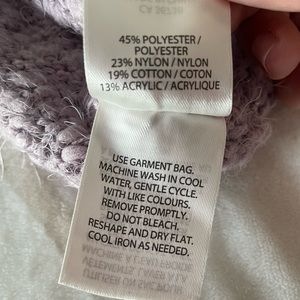 45% POLYESTER /
POLYESTER
23% NYLON / NYLON
19% COTTON / COTON
13% ACRYLIC / ACRYLIQUE
USE GARMENT BAG.
MACHINE WASH IN COOL
WATER, GENTLE CYCLE.
WITH LIKE COLOURS.
REMOVE PROMPTLY.
DO NOT BLEACH.
RESHAPE AND DRY FLAT.
COOL IRON AS NEEDED.